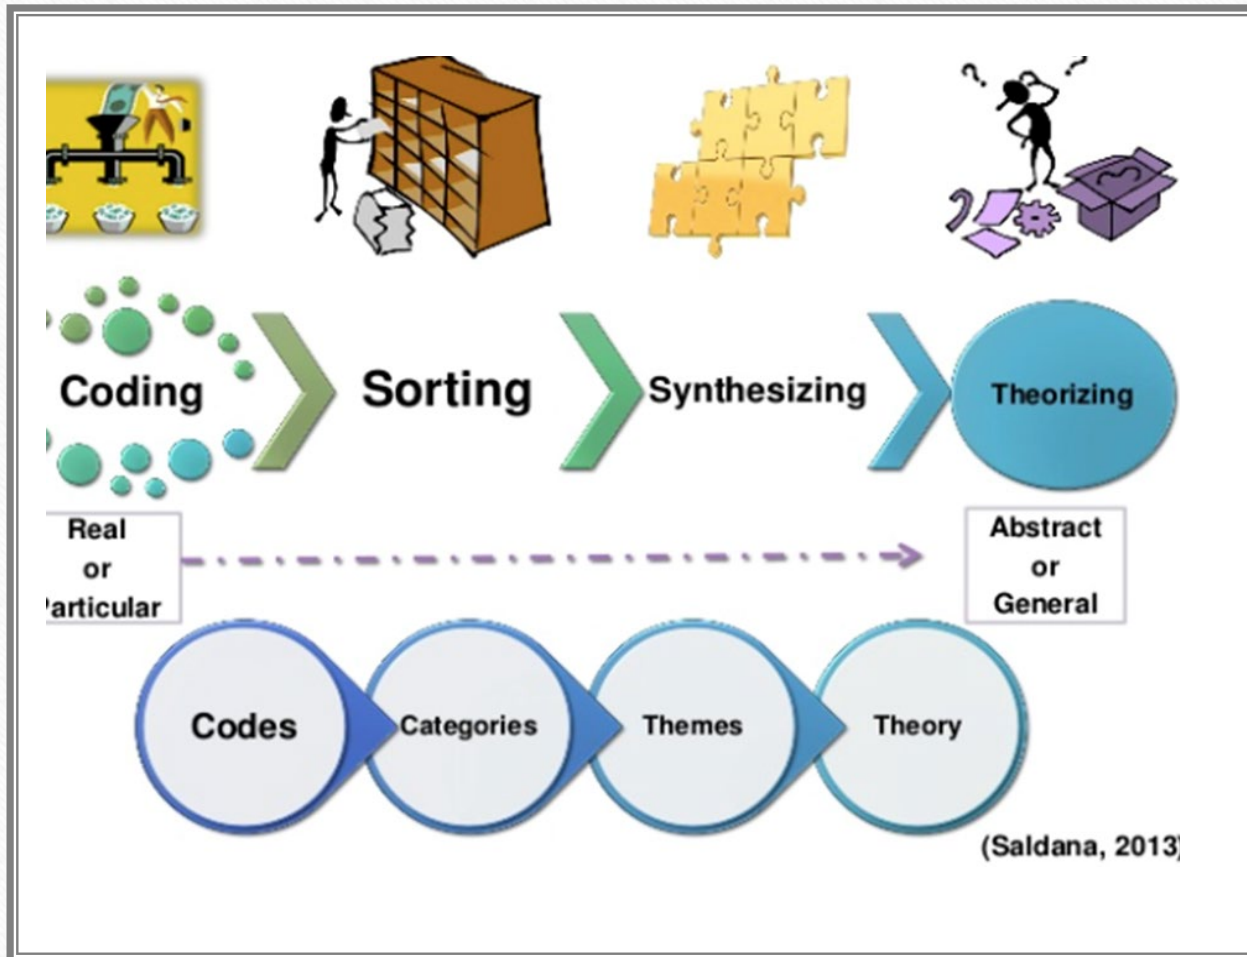 Coding
Sorting
Synthesizing
Theorizing
Real
or
articular
Abstract
or
General
Codes
Categories
Themes
Theory
(Saldana, 2013)